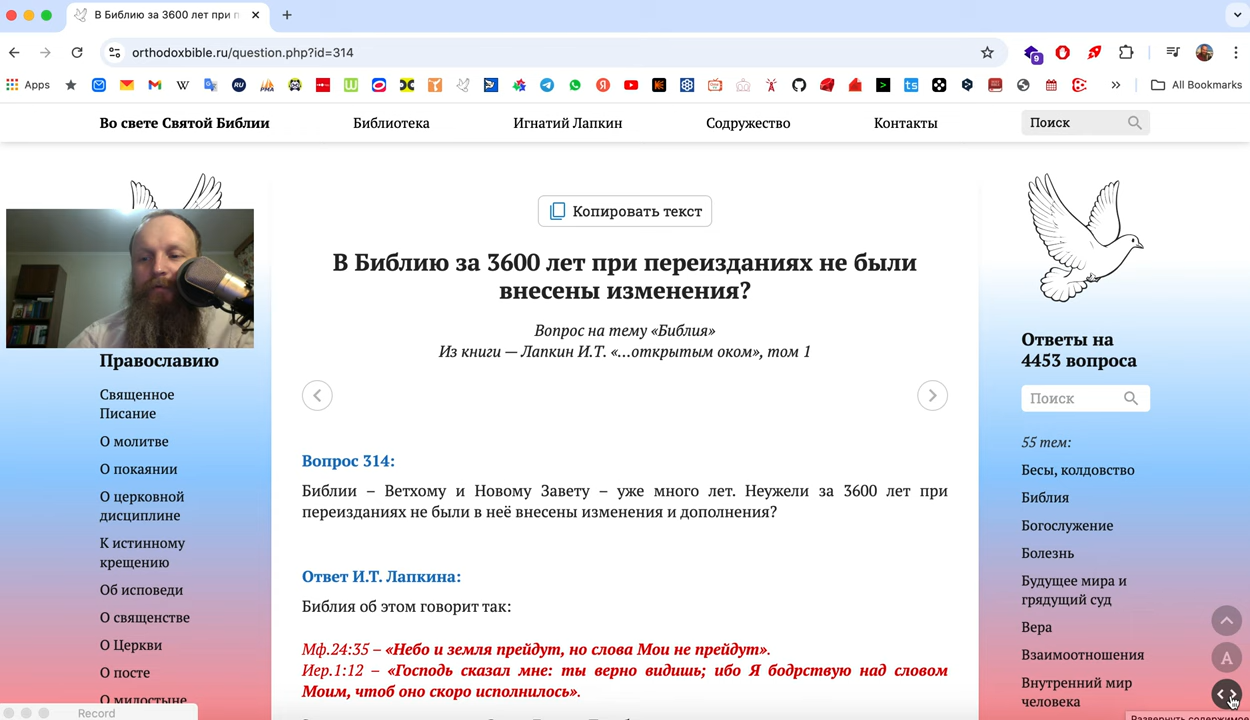 В Библию за 3600 лет при п
orthodoxbible.ru/question.php?id=314
9
Apps
W
RU
ts
All Bookmarks
Во свете Святой Библии
Библиотека
Игнатий Лапкин
Содружество
Контакты
Поиск
Копировать текст
В Библию за 3600 лет при переизданиях не были
внесены изменения?
Вопрос на тему «Библия»
Из книги — Лапкин И.Т. «...открытым оком», том 1
Вопрос 314:
Библии – Ветхому и Новому Завету – уже много лет. Неужели за 3600 лет при
переизданиях не были в неё внесены изменения и дополнения?
Ответ И.Т. Лапкина:
Библия об этом говорит так:
Мф.24:35 – «Небо и земля прейдут, но слова Мои не прейдут».
Иер.1:12 – «Господь сказал мне: ты верно видишь; ибо Я бодрствую над словом
Моим, чтоб оно скоро исполнилось».
Православию
Священное
Писание
О молитве
О покаянии
О церковной
дисциплине
К истинному
крещению
Об исповеди
О священстве
О Церкви
О посте
О милостыне
Ответы на
4453 вопроса
Поиск
55 тем:
Бесы, колдовство
Библия
Богослужение
Болезнь
Будущее мира и
грядущий суд
Вера
Взаимоотношения
Внутренний мир
человека
A
Развернуть содержимое
Record